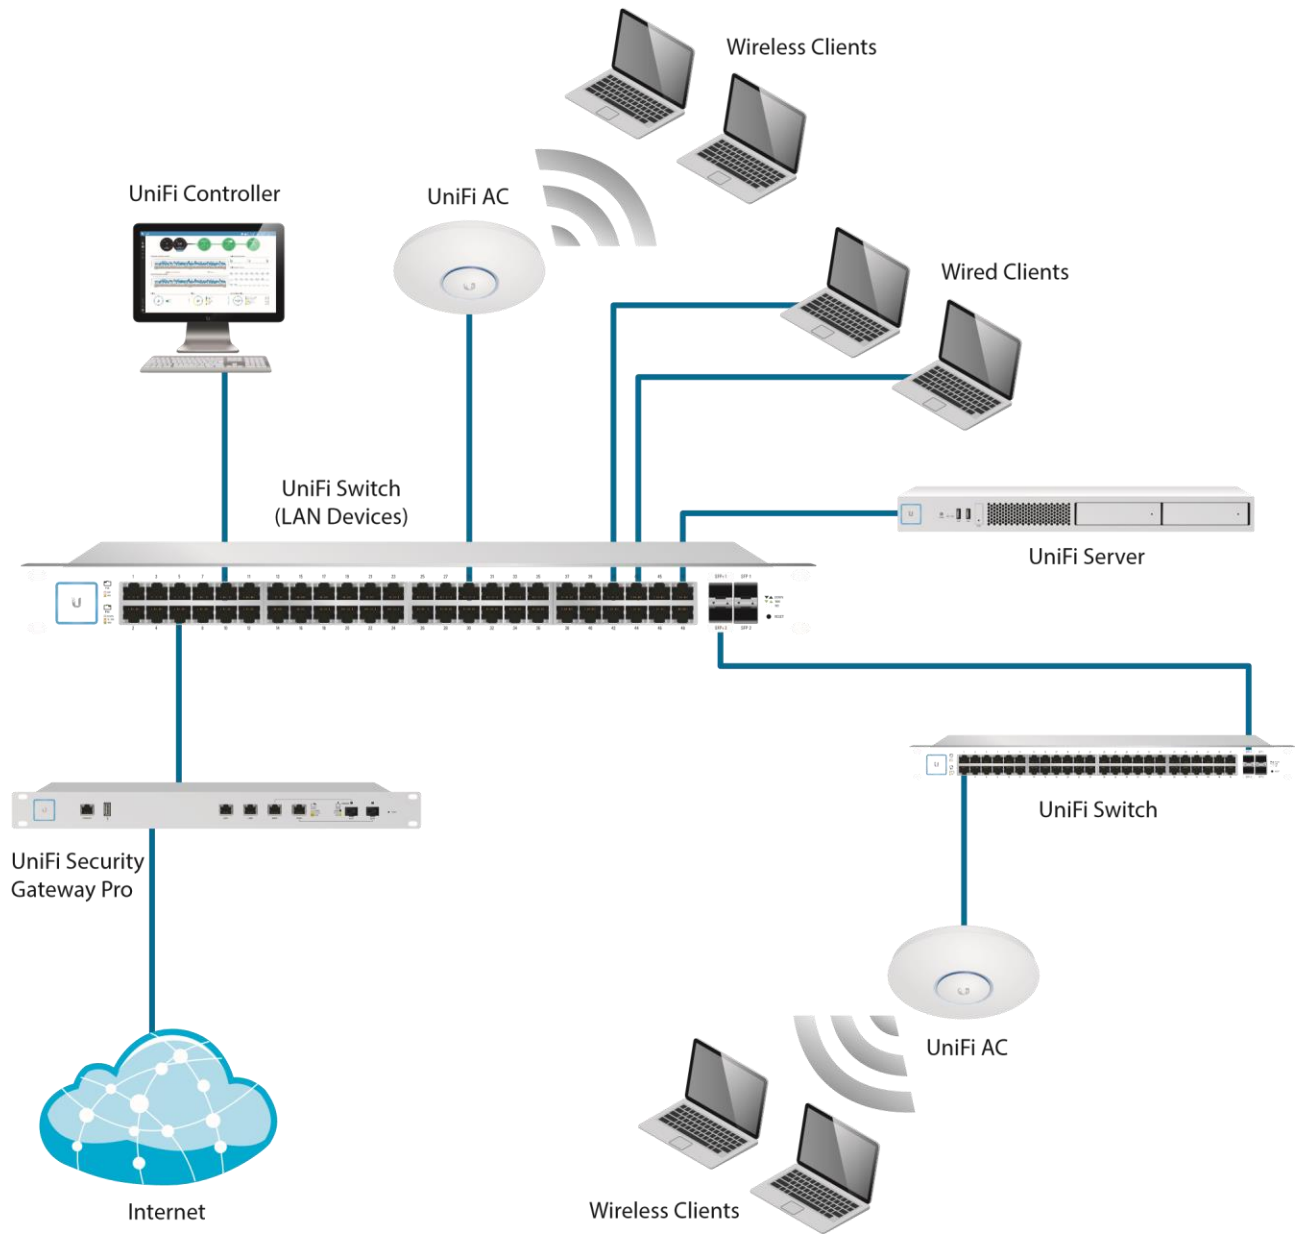 Wireless Clients
UniFi Controller
UniFi AC
Wired Clients
UniFi Switch
(LAN Devices)
UniFi Server
UniFi Switch
UniFi Security
Gateway Pro
UniFi AC
Internet
Wireless Clients